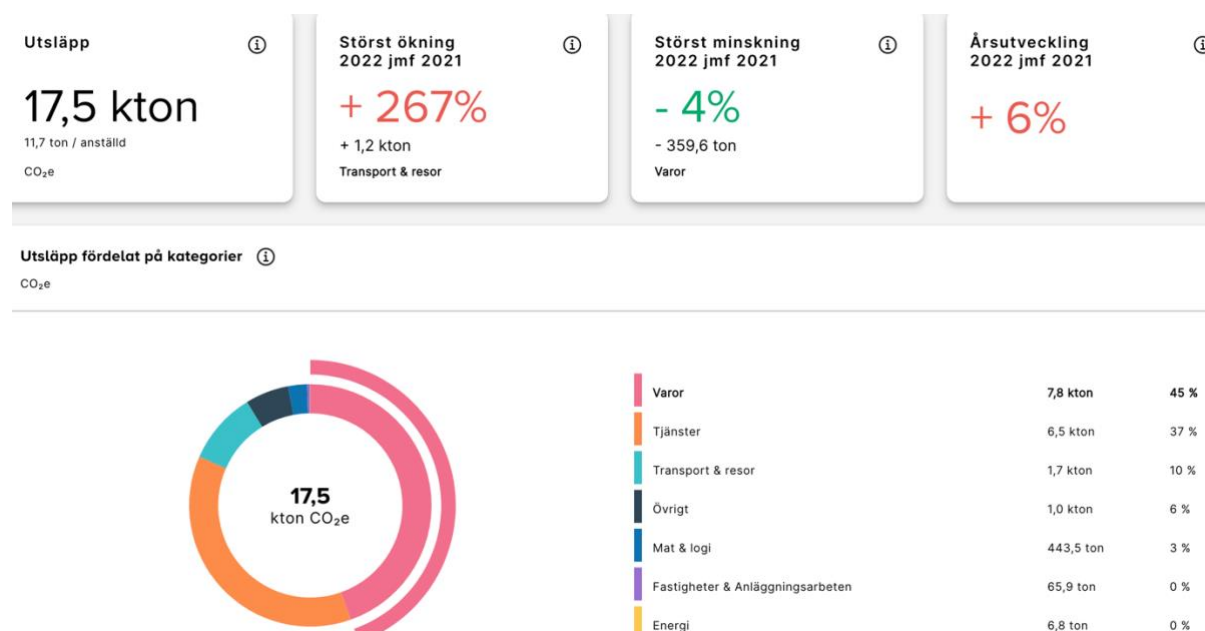 Utsläpp
17,5 kton
11,7 ton / anställd
CO₂e
Störst ökning
2022 jmf 2021
+ 267%
+ 1,2 kton
Transport & resor
Störst minskning
2022 jmf 2021
- 4%
- 359,6 ton
Varor
Årsutveckling
2022 jmf 2021
+ 6%
Utsläpp fördelat på kategorier
CO₂e
17,5
kton CO₂e
Varor 7,8 kton 45 %
Tjänster 6,5 kton 37 %
Transport & resor 1,7 kton 10 %
Övrigt 1,0 kton 6 %
Mat & logi 443,5 ton 3 %
Fastigheter & Anläggningsarbeten 65,9 ton 0 %
Energi 6,8 ton 0 %